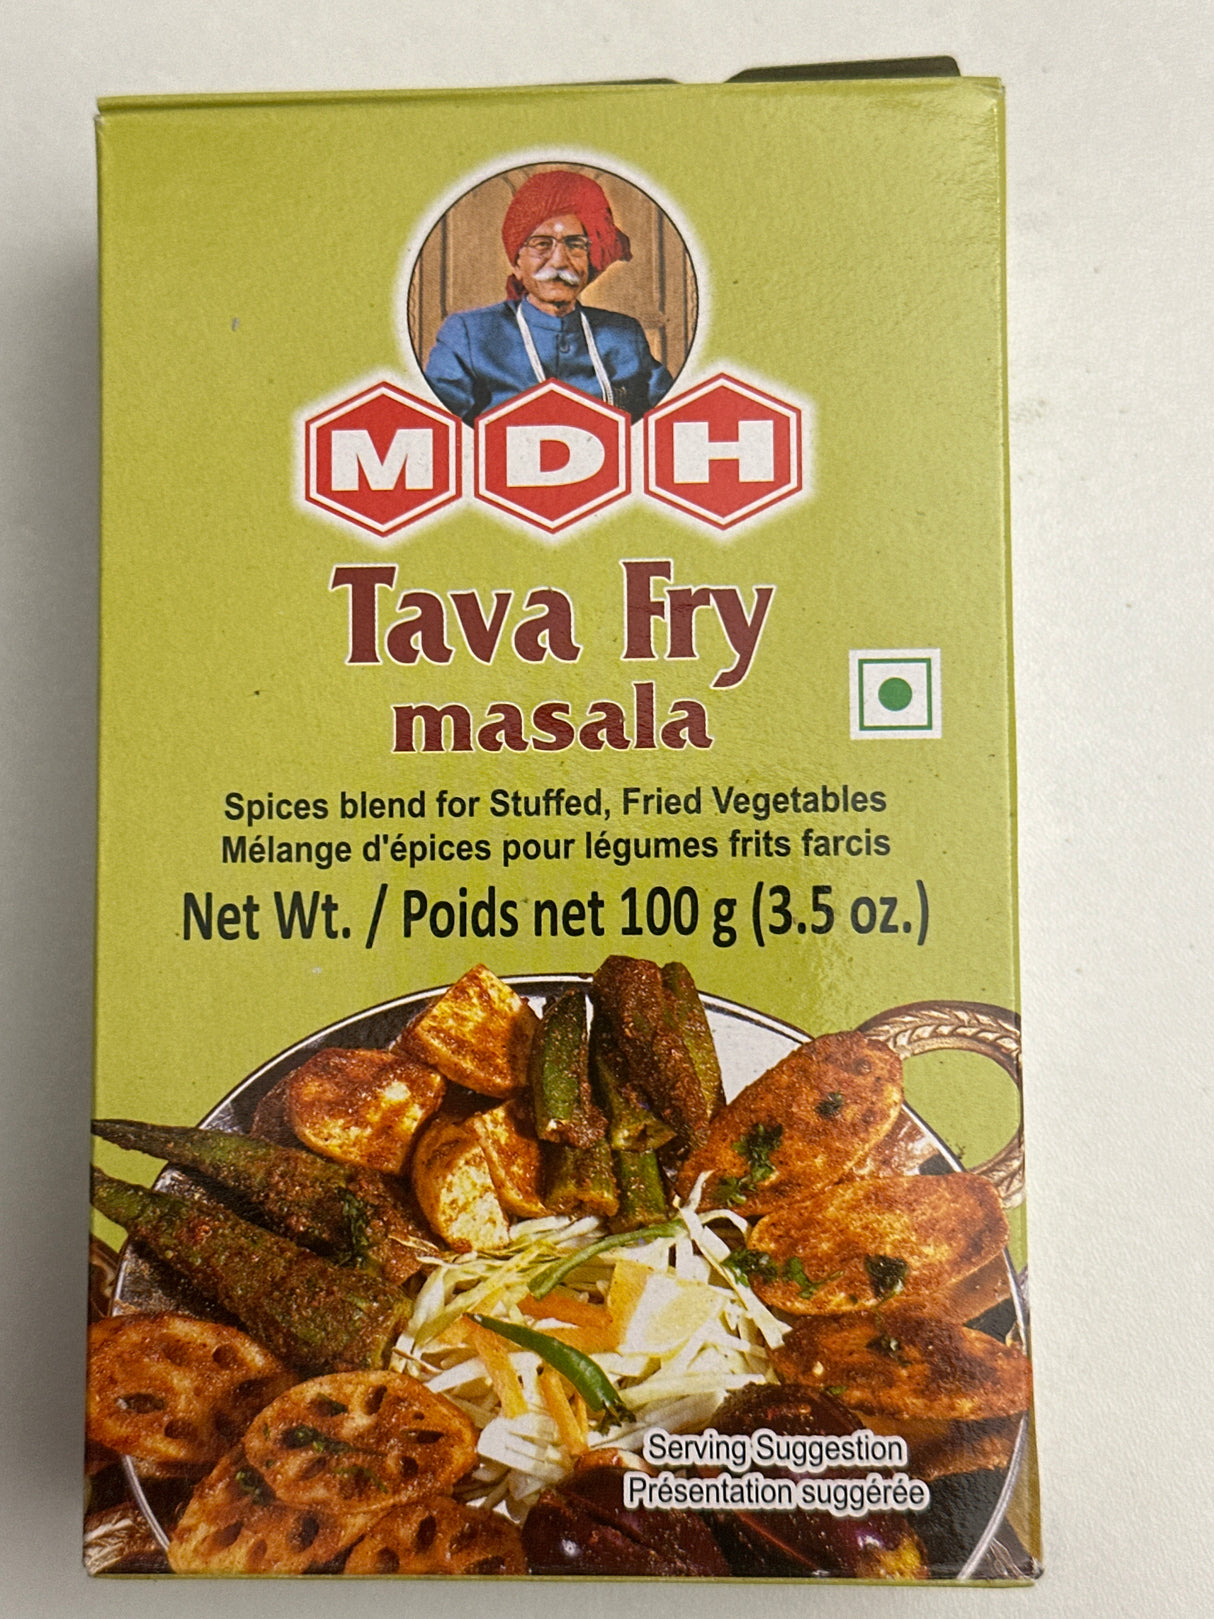 MDH
Tava Fry
masala
Spices blend for Stuffed, Fried Vegetables
Mélange d'épices pour légumes frits farcis
Net Wt. / Poids net 100 g (3.5 oz.)
Serving Suggestion
Présentation suggérée